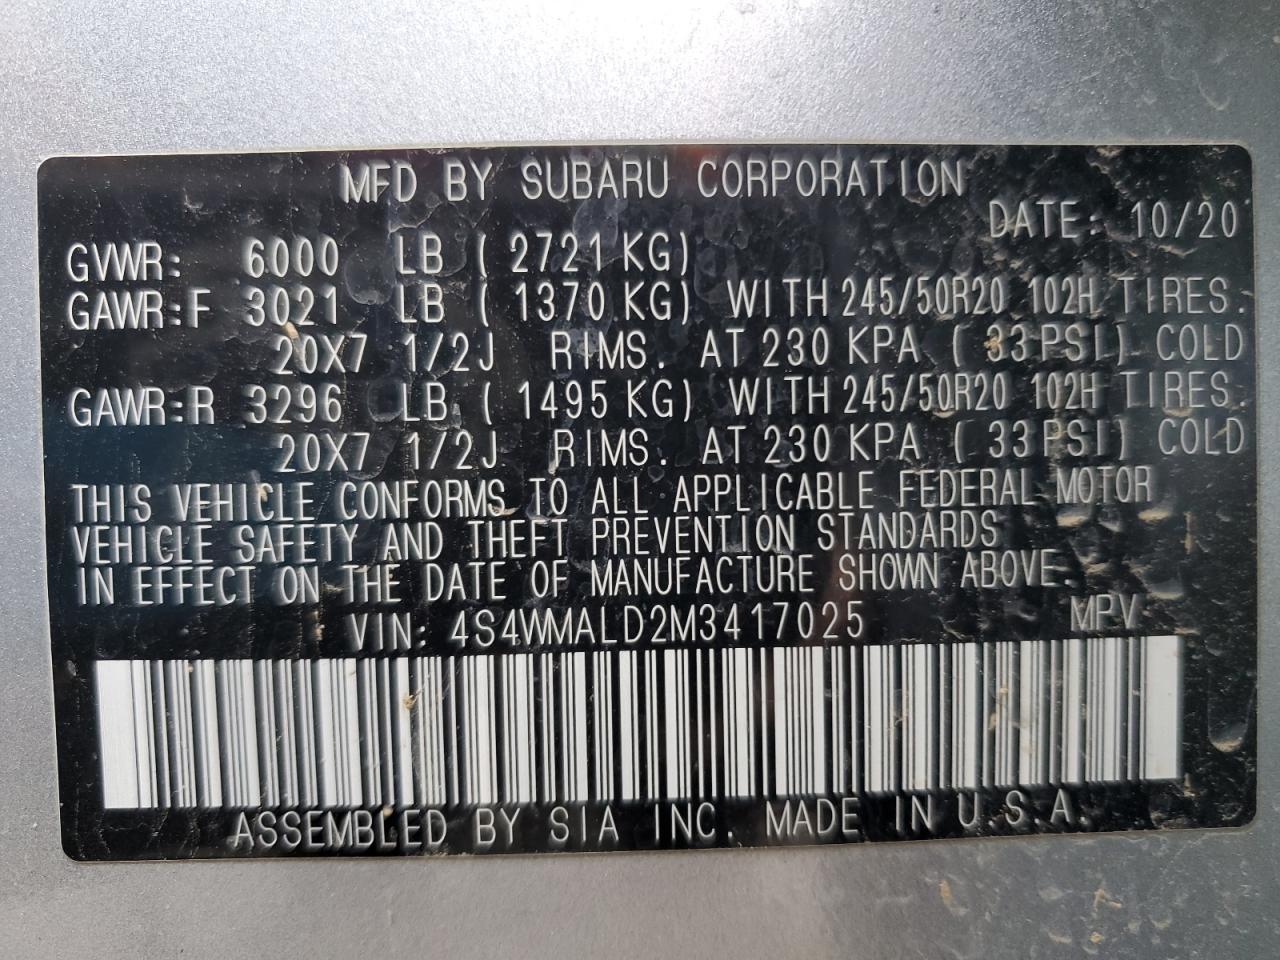 MFD BY SUBARU CORPORATION
DATE: 10/20
GVWR: 6000 LB ( 2721 KG)
GAWR:F 3021 LB ( 1370 KG) WITH 245/50R20 102H TIRES.
20X7 1/2J RIMS. AT 230 KPA ( 33 PSI) COLD
GAWR:R 3296 LB ( 1495 KG) WITH 245/50R20 102H TIRES.
20X7 1/2J RIMS. AT 230 KPA ( 33 PSI) COLD
THIS VEHICLE CONFORMS TO ALL APPLICABLE FEDERAL MOTOR
VEHICLE SAFETY AND THEFT PREVENTION STANDARDS
IN EFFECT ON THE DATE OF MANUFACTURE SHOWN ABOVE.
VIN: 4S4WMALD2M3417025 MPV
ASSEMBLED BY SIA INC. MADE IN U.S.A.